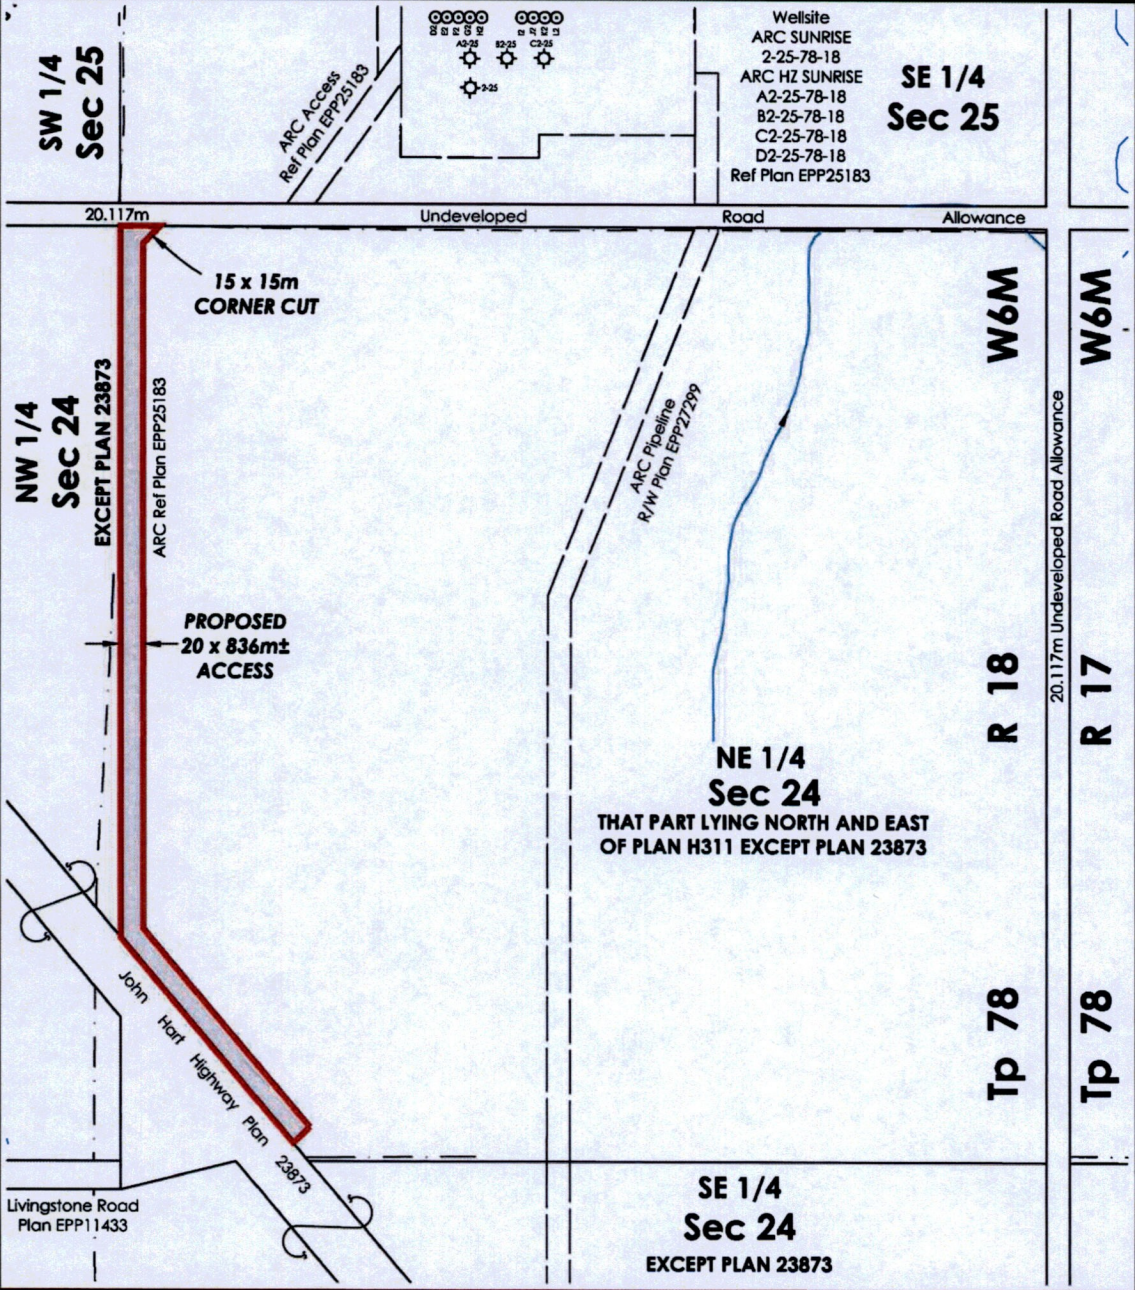 SW 1/4
Sec 25
ARC Access
Ref Plan EPP25183
A2-25
B2-25
C2-25
2-25
Wellsite
ARC SUNRISE
2-25-78-18
ARC HZ SUNRISE
A2-25-78-18
B2-25-78-18
C2-25-78-18
D2-25-78-18
Ref Plan EPP25183
SE 1/4
Sec 25
20.117m
Undeveloped Road Allowance
15 x 15m
CORNER CUT
NW 1/4
Sec 24
EXCEPT PLAN 23873
ARC Ref Plan EPP25183
ARC Pipeline
R/W Plan EPP27299
PROPOSED
20 x 836m±
ACCESS
NE 1/4
Sec 24
THAT PART LYING NORTH AND EAST
OF PLAN H311 EXCEPT PLAN 23873
Tp 78 R 18 W6M
20.117m Undeveloped Road Allowance
Tp 78 R 17 W6M
John Hart Highway Plan 23873
Livingstone Road
Plan EPP11433
SE 1/4
Sec 24
EXCEPT PLAN 23873